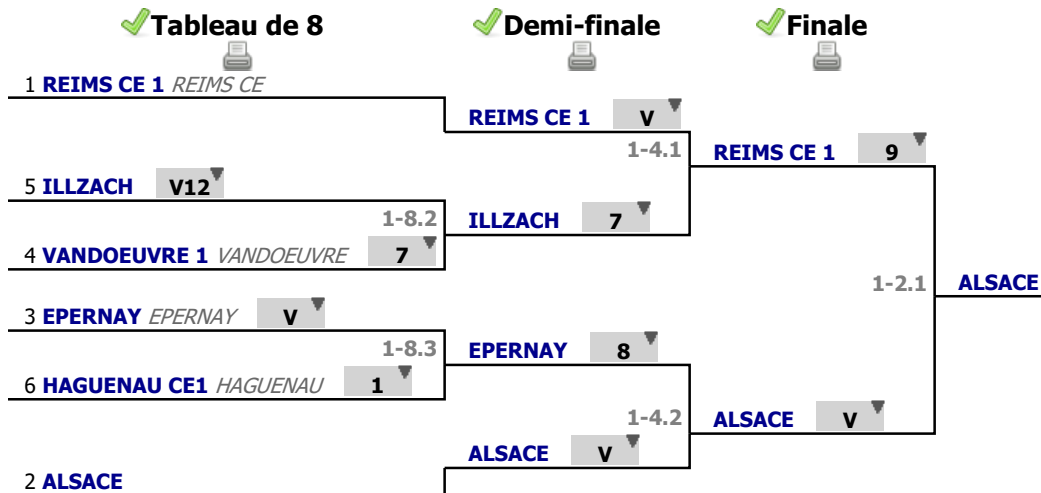 Tableau de 8 Demi-finale Finale
1 REIMS CE 1 REIMS CE
REIMS CE 1 V
1-4.1 REIMS CE 1 9
5 ILLZACH V12
1-8.2 ILLZACH 7
4 VANDOEUVRE 1 VANDOEUVRE 7
1-2.1 ALSACE
3 EPERNAY EPERNAY V
1-8.3 EPERNAY 8
6 HAGUENAU CE1 HAGUENAU 1
1-4.2 ALSACE V
ALSACE V
2 ALSACE